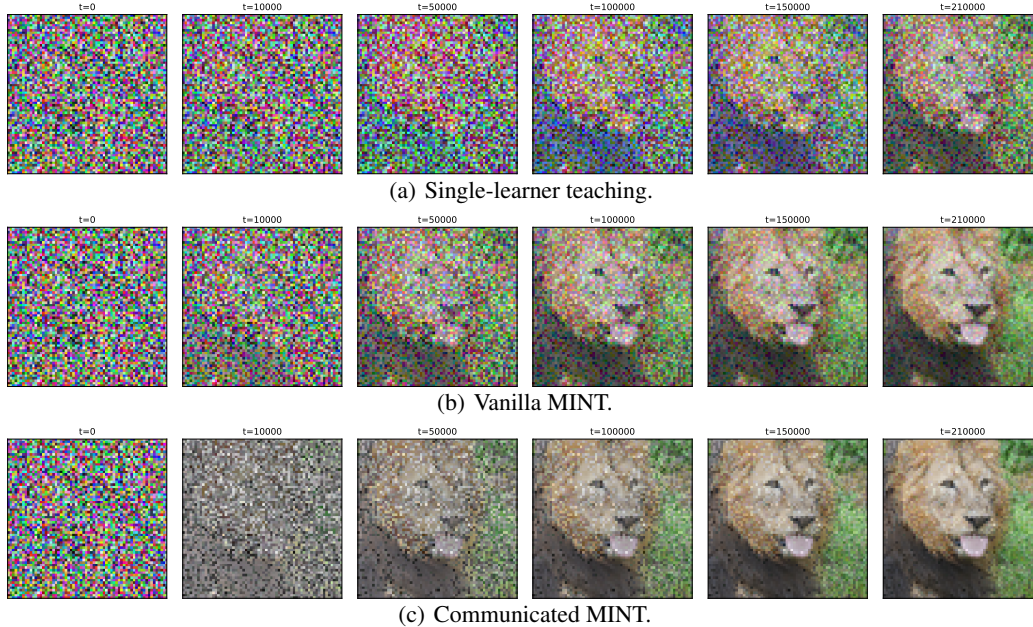 t=0 t=10000 t=50000 t=100000 t=150000 t=210000
(a) Single-learner teaching.
t=0 t=10000 t=50000 t=100000 t=150000 t=210000
(b) Vanilla MINT.
t=0 t=10000 t=50000 t=100000 t=150000 t=210000
(c) Communicated MINT.